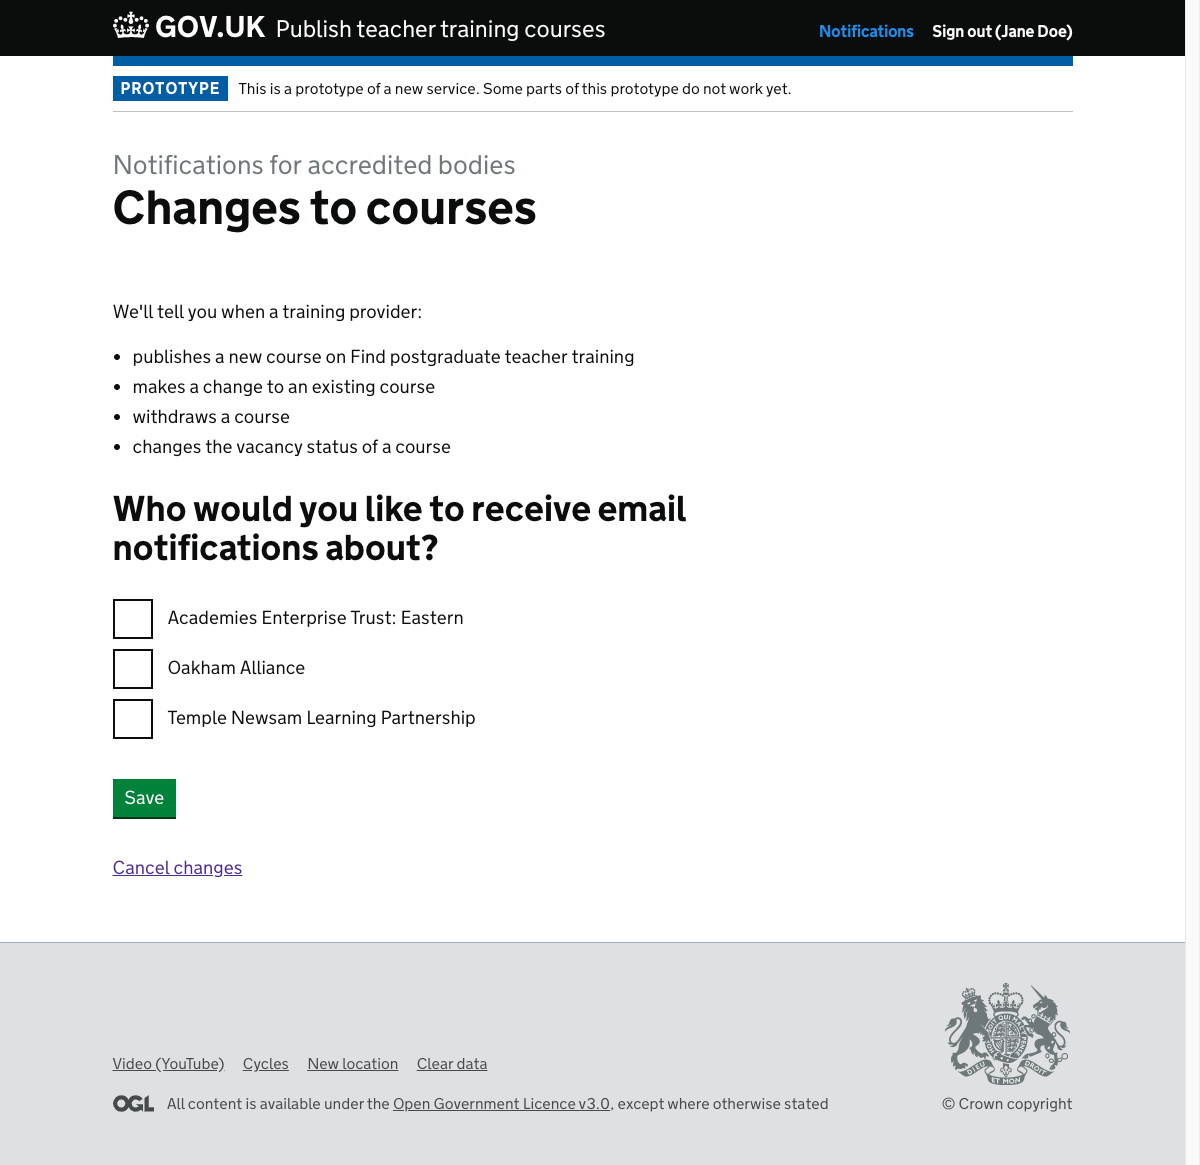 GOV.UK Publish teacher training courses
Notifications Sign out (Jane Doe)
PROTOTYPE This is a prototype of a new service. Some parts of this prototype do not work yet.
Notifications for accredited bodies
Changes to courses
We'll tell you when a training provider:
• publishes a new course on Find postgraduate teacher training
• makes a change to an existing course
• withdraws a course
• changes the vacancy status of a course
Who would you like to receive email
notifications about?
Academies Enterprise Trust: Eastern
Oakham Alliance
Temple Newsam Learning Partnership
Save
Cancel changes
Video (YouTube) Cycles New location Clear data
OGL All content is available under the Open Government Licence v3.0, except where otherwise stated
DIEU ET MON DROIT
© Crown copyright